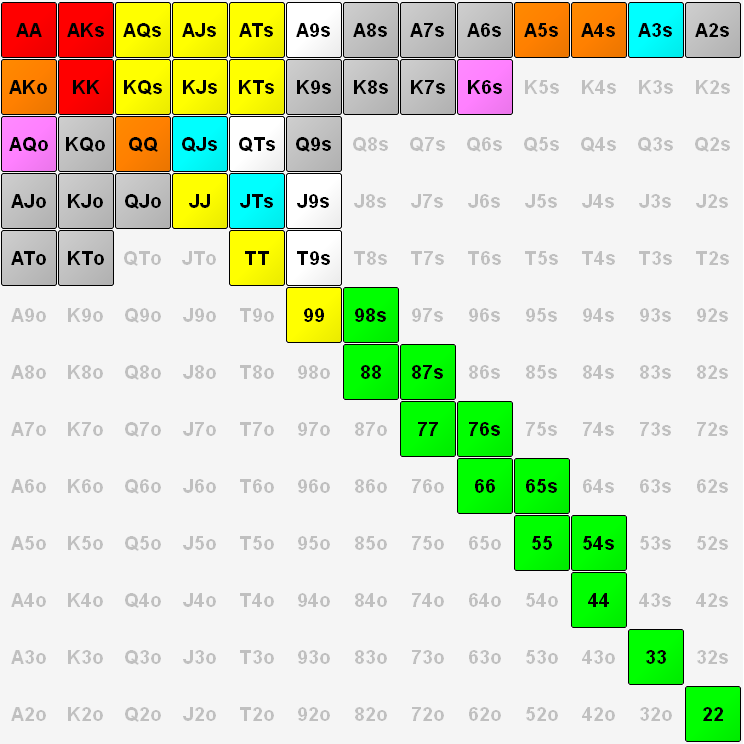 AA AKs AQs AJs ATs A9s A8s A7s A6s A5s A4s A3s A2s
AKo KK KQs KJs KTs K9s K8s K7s K6s K5s K4s K3s K2s
AQo KQo QQ QJs QTs Q9s Q8s Q7s Q6s Q5s Q4s Q3s Q2s
AJo KJo QJo JJ JTs J9s J8s J7s J6s J5s J4s J3s J2s
ATo KTo QTo JTo TT T9s T8s T7s T6s T5s T4s T3s T2s
A9o K9o Q9o J9o T9o 99 98s 97s 96s 95s 94s 93s 92s
A8o K8o Q8o J8o T8o 98o 88 87s 86s 85s 84s 83s 82s
A7o K7o Q7o J7o T7o 97o 87o 77 76s 75s 74s 73s 72s
A6o K6o Q6o J6o T6o 96o 86o 76o 66 65s 64s 63s 62s
A5o K5o Q5o J5o T5o 95o 85o 75o 65o 55 54s 53s 52s
A4o K4o Q4o J4o T4o 94o 84o 74o 64o 54o 44 43s 42s
A3o K3o Q3o J3o T3o 93o 83o 73o 63o 53o 43o 33 32s
A2o K2o Q2o J2o T2o 92o 82o 72o 62o 52o 42o 32o 22